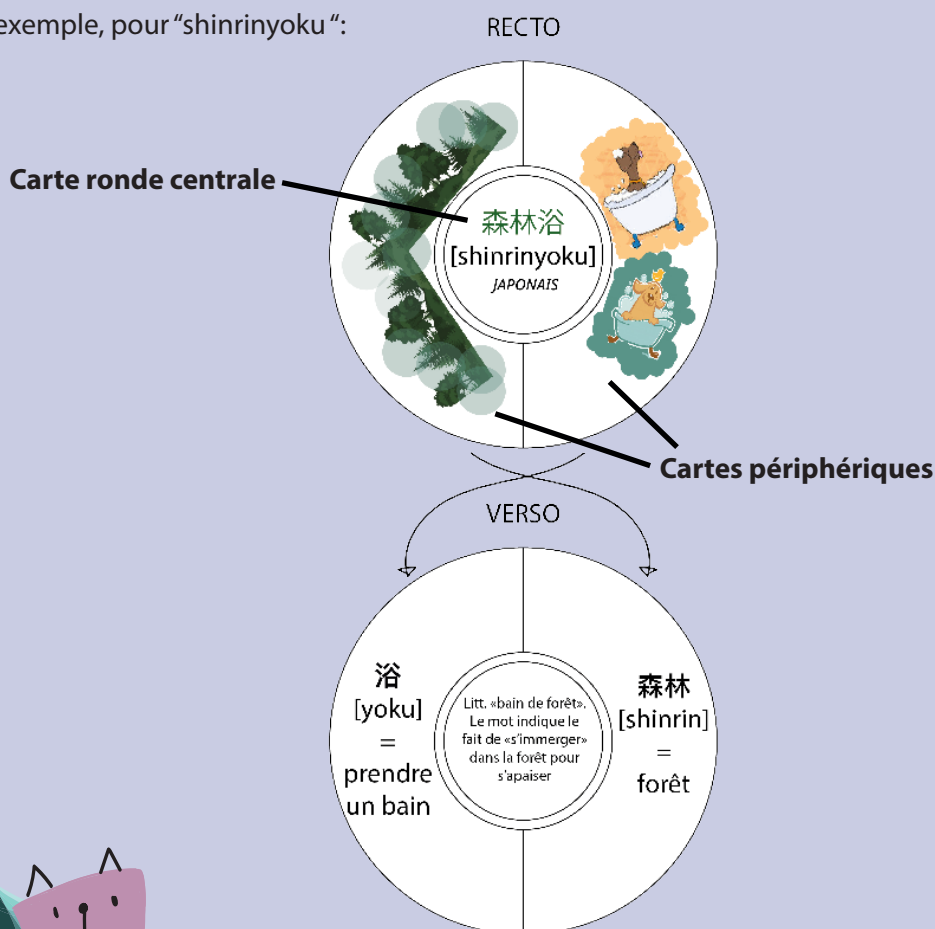 exemple, pour “shinrinyoku “:
RECTO
Carte ronde centrale
森林浴
[shinrinyoku]
JAPONAIS
Cartes périphériques
VERSO
浴
[yoku]
=
prendre
un bain
Litt. «bain de forêt».
Le mot indique le
fait de «s’immerger»
dans la forêt pour
s’apaiser
森林
[shinrin]
=
forêt